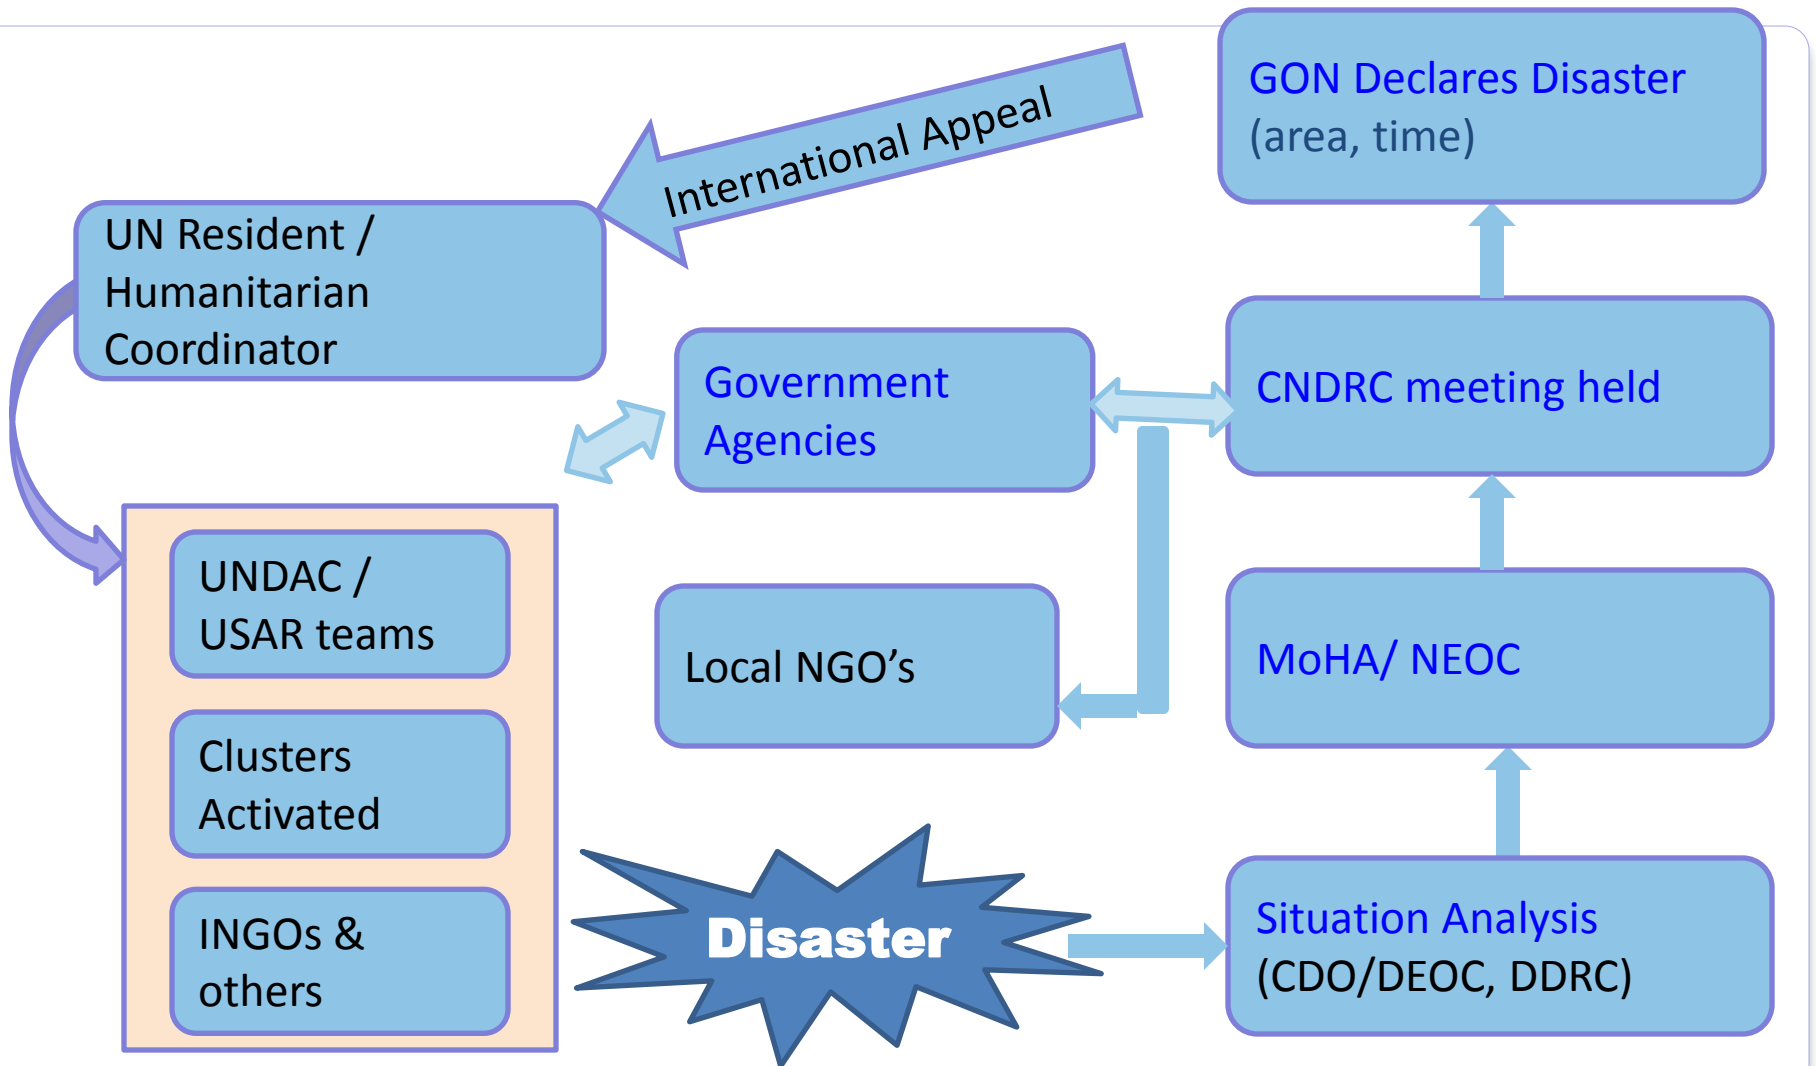 GON Declares Disaster
(area, time)
International Appeal
UN Resident /
Humanitarian
Coordinator
Government
Agencies
CNDRC meeting held
UNDAC /
USAR teams
Local NGO’s
MoHA/ NEOC
Clusters
Activated
INGOs &
others
Disaster
Situation Analysis
(CDO/DEOC, DDRC)